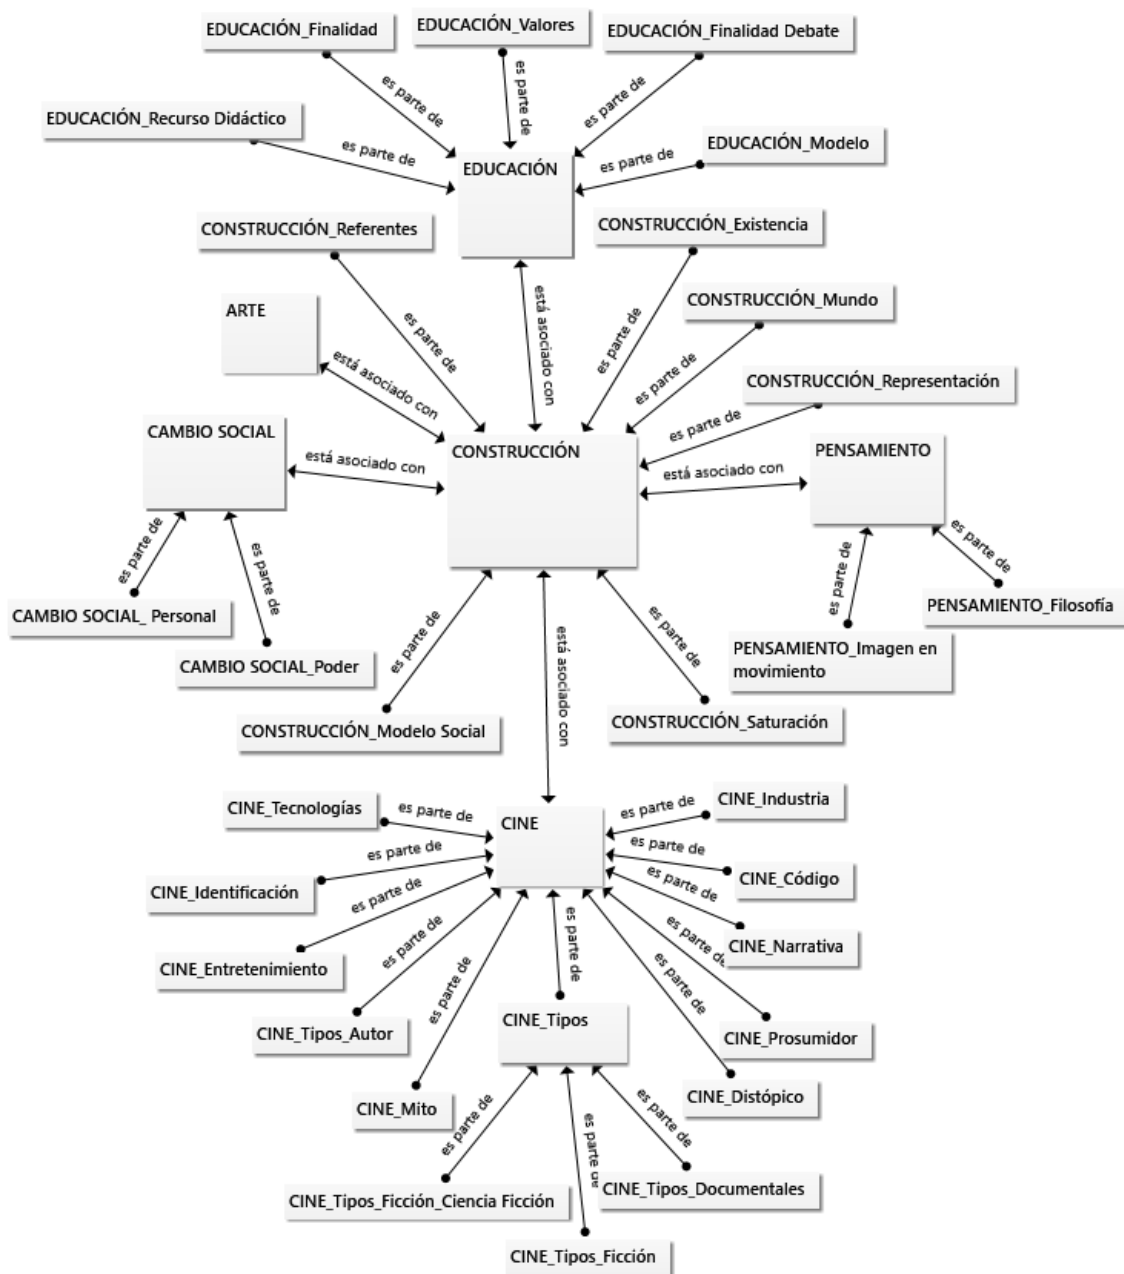 EDUCACIÓN_Finalidad
EDUCACIÓN_Valores
EDUCACIÓN_Finalidad Debate
es parte de
es parte de
es parte de
EDUCACIÓN_Recurso Didáctico
es parte de
EDUCACIÓN
es parte de
EDUCACIÓN_Modelo
CONSTRUCCIÓN_Referentes
CONSTRUCCIÓN_Existencia
ARTE
está asociado con
es parte de
es parte de
CONSTRUCCIÓN_Mundo
es parte de
está asociado con
CONSTRUCCIÓN_Representación
es parte de
CAMBIO SOCIAL
está asociado con
CONSTRUCCIÓN
está asociado con
PENSAMIENTO
es parte de
es parte de
es parte de
es parte de
CAMBIO SOCIAL_ Personal
PENSAMIENTO_Filosofía
CAMBIO SOCIAL_Poder
PENSAMIENTO_Imagen en
movimiento
es parte de
está asociado con
es parte de
CONSTRUCCIÓN_Modelo Social
CONSTRUCCIÓN_Saturación
CINE_Tecnologías
es parte de
CINE
es parte de
CINE_Industria
es parte de
es parte de
CINE_Identificación
CINE_Código
es parte de
es parte de
CINE_Entretenimiento
CINE_Narrativa
es parte de
es parte de
es parte de
es parte de
es parte de
CINE_Tipos_Autor
CINE_Tipos
CINE_Prosumidor
CINE_Mito
CINE_Distópico
es parte de
es parte de
es parte de
CINE_Tipos_Ficción_Ciencia Ficción
CINE_Tipos_Documentales
CINE_Tipos_Ficción